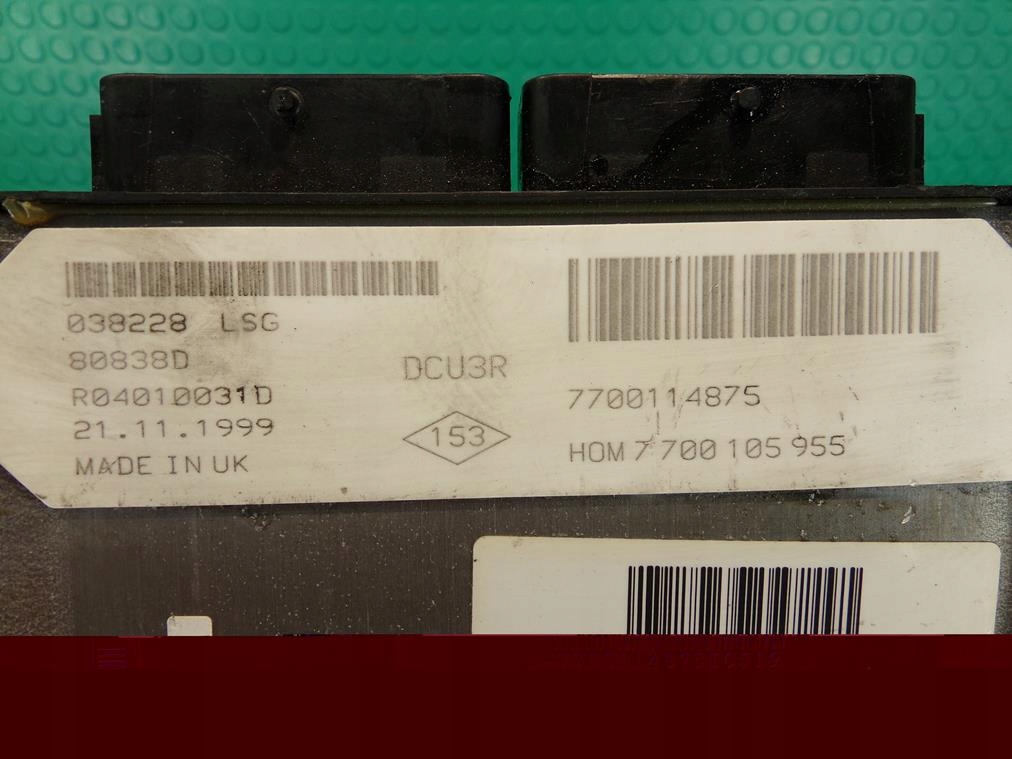 038228 LSG
80838D
R04010031D
21.11.1999
MADE IN UK
DCU3R
153
7700114875
HOM 7 700 105 955